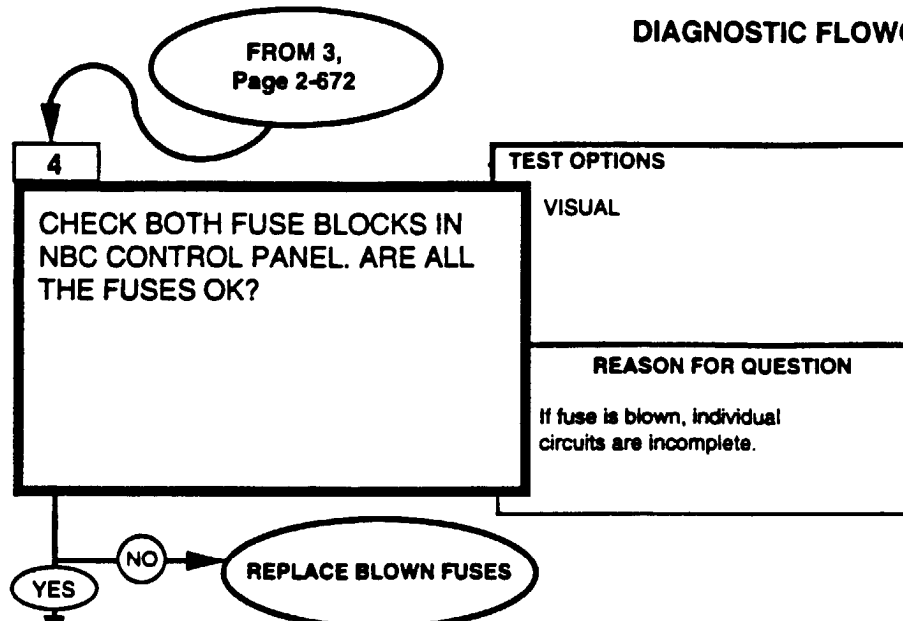 DIAGNOSTIC FLOWC
FROM 3,
Page 2-672
4
CHECK BOTH FUSE BLOCKS IN
NBC CONTROL PANEL. ARE ALL
THE FUSES OK?
TEST OPTIONS
VISUAL
REASON FOR QUESTION
If fuse is blown, individual
circuits are incomplete.
NO
REPLACE BLOWN FUSES
YES